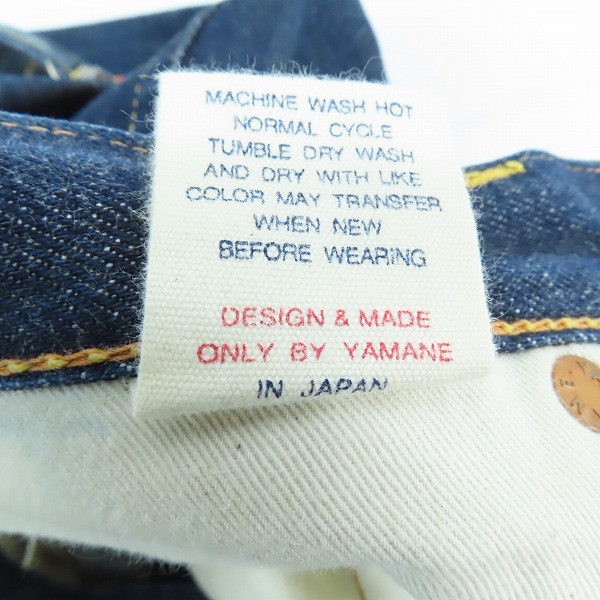 MACHINE WASH HOT
NORMAL CYCLE
TUMBLE DRY WASH
AND DRY WITH LIKE
COLOR MAY TRANSFER
WHEN NEW
BEFORE WEARING
DESIGN & MADE
ONLY BY YAMANE
IN JAPAN